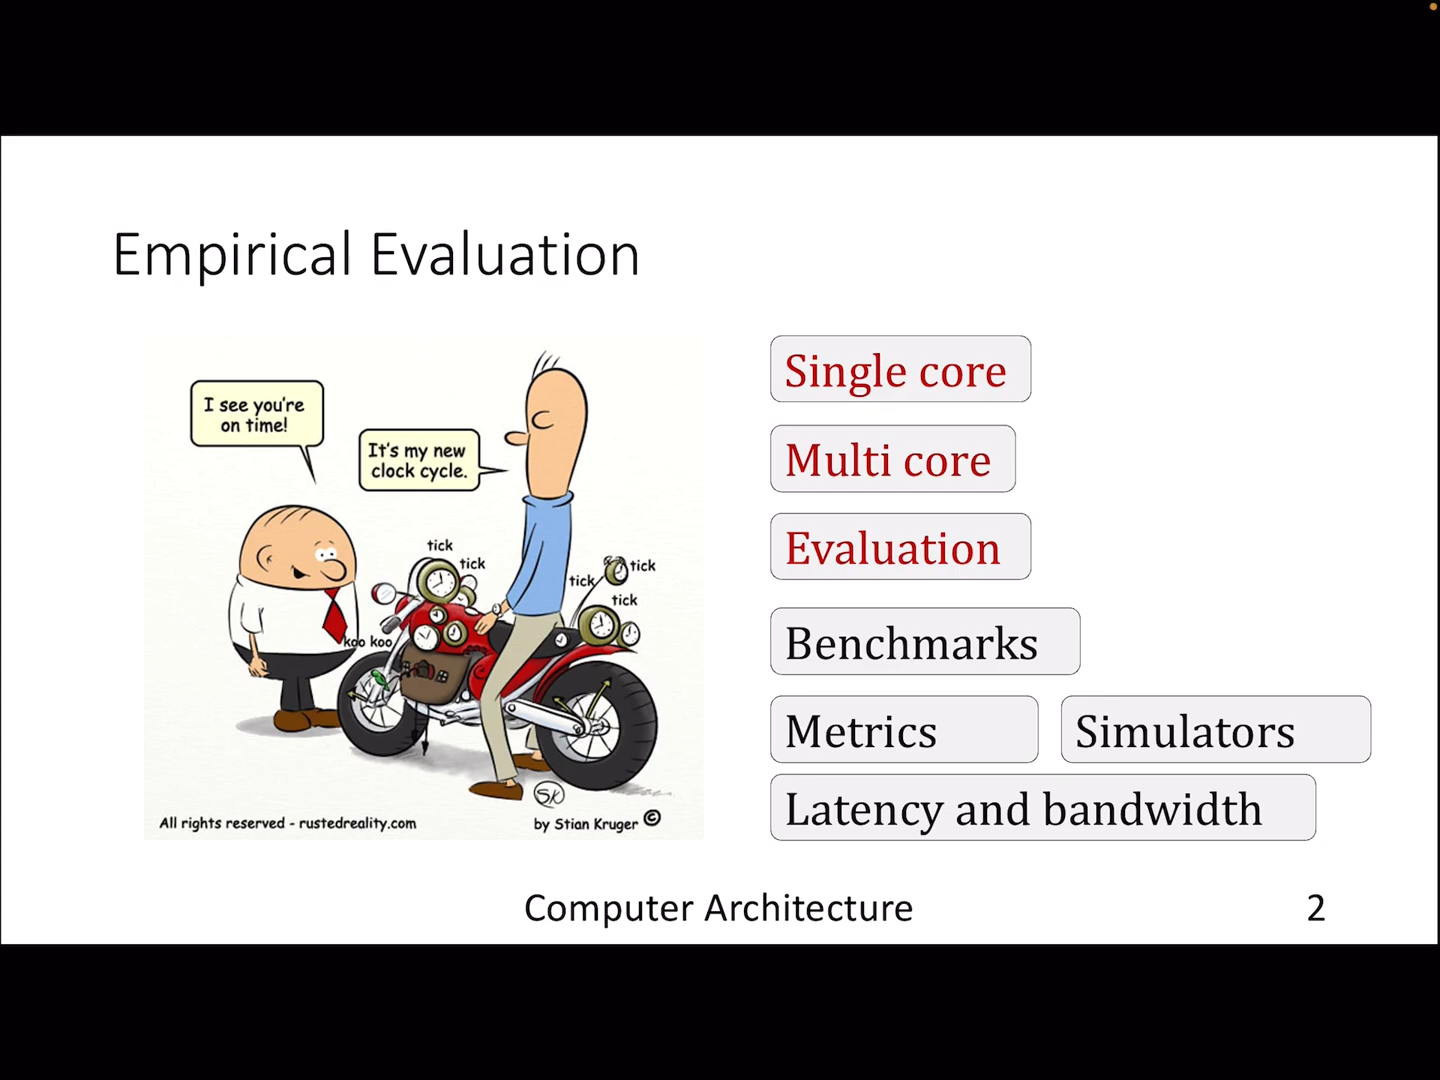 Empirical Evaluation
I see you're
on time!
It's my new
clock cycle.
tick
tick
tick
tick
tick
koo koo
SK
All rights reserved - rustedreality.com
by Stian Kruger ©
Single core
Multi core
Evaluation
Benchmarks
Metrics
Simulators
Latency and bandwidth
Computer Architecture
2